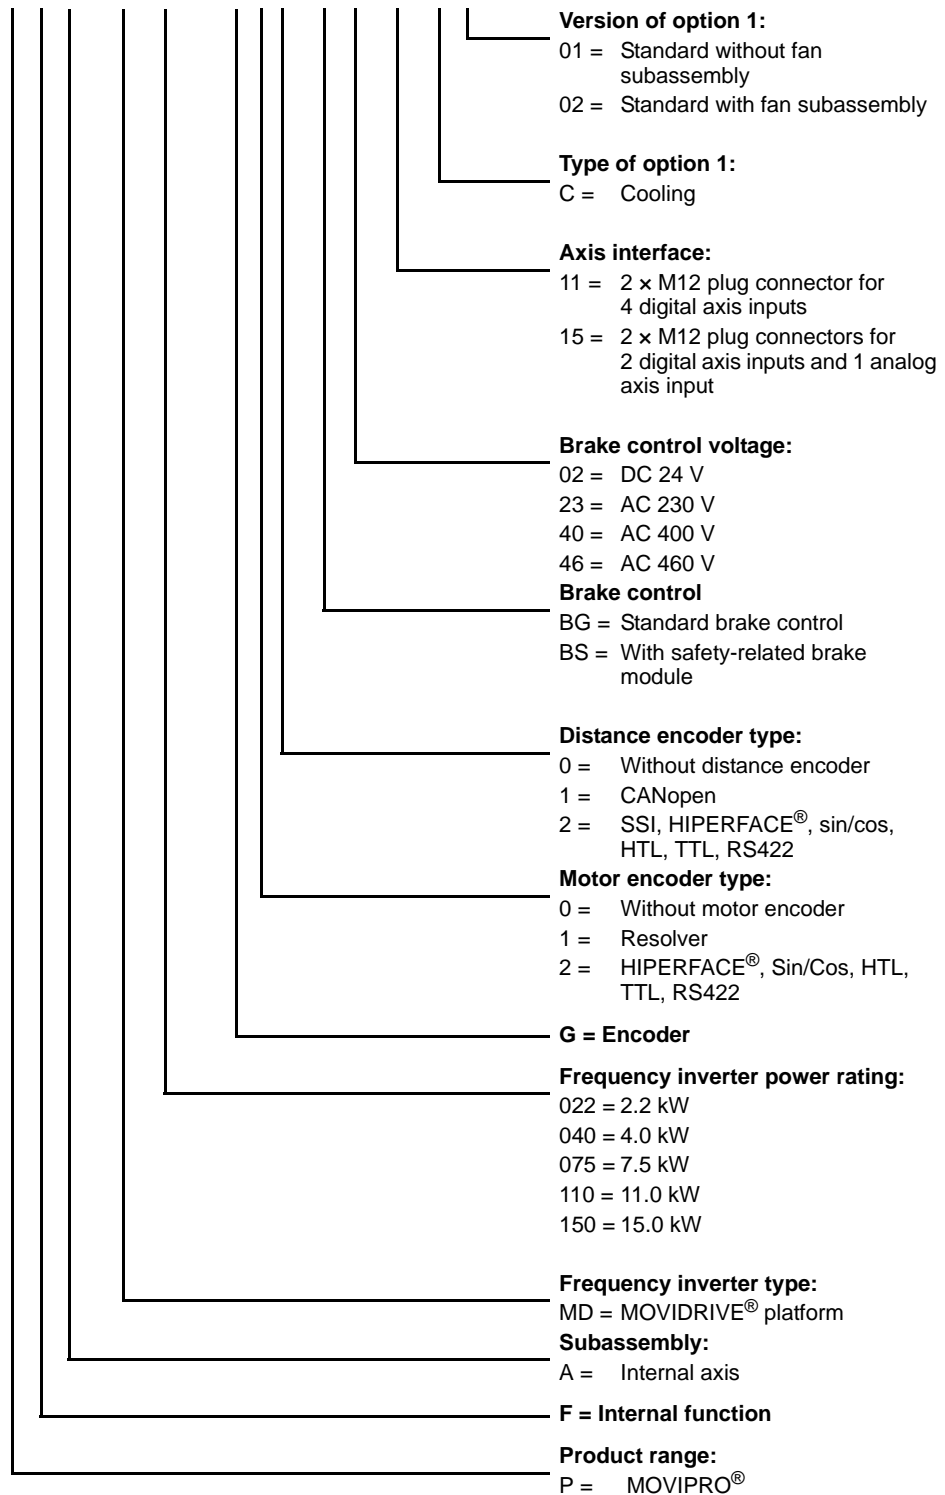 Version of option 1:
01 = Standard without fan
subassembly
02 = Standard with fan subassembly
Type of option 1:
C = Cooling
Axis interface:
11 = 2 × M12 plug connector for
4 digital axis inputs
15 = 2 × M12 plug connectors for
2 digital axis inputs and 1 analog
axis input
Brake control voltage:
02 = DC 24 V
23 = AC 230 V
40 = AC 400 V
46 = AC 460 V
Brake control
BG = Standard brake control
BS = With safety-related brake
module
Distance encoder type:
0 = Without distance encoder
1 = CANopen
2 = SSI, HIPERFACE®, sin/cos,
HTL, TTL, RS422
Motor encoder type:
0 = Without motor encoder
1 = Resolver
2 = HIPERFACE®, Sin/Cos, HTL,
TTL, RS422
G = Encoder
Frequency inverter power rating:
022 = 2.2 kW
040 = 4.0 kW
075 = 7.5 kW
110 = 11.0 kW
150 = 15.0 kW
Frequency inverter type:
MD = MOVIDRIVE® platform
Subassembly:
A = Internal axis
F = Internal function
Product range:
P = MOVIPRO®